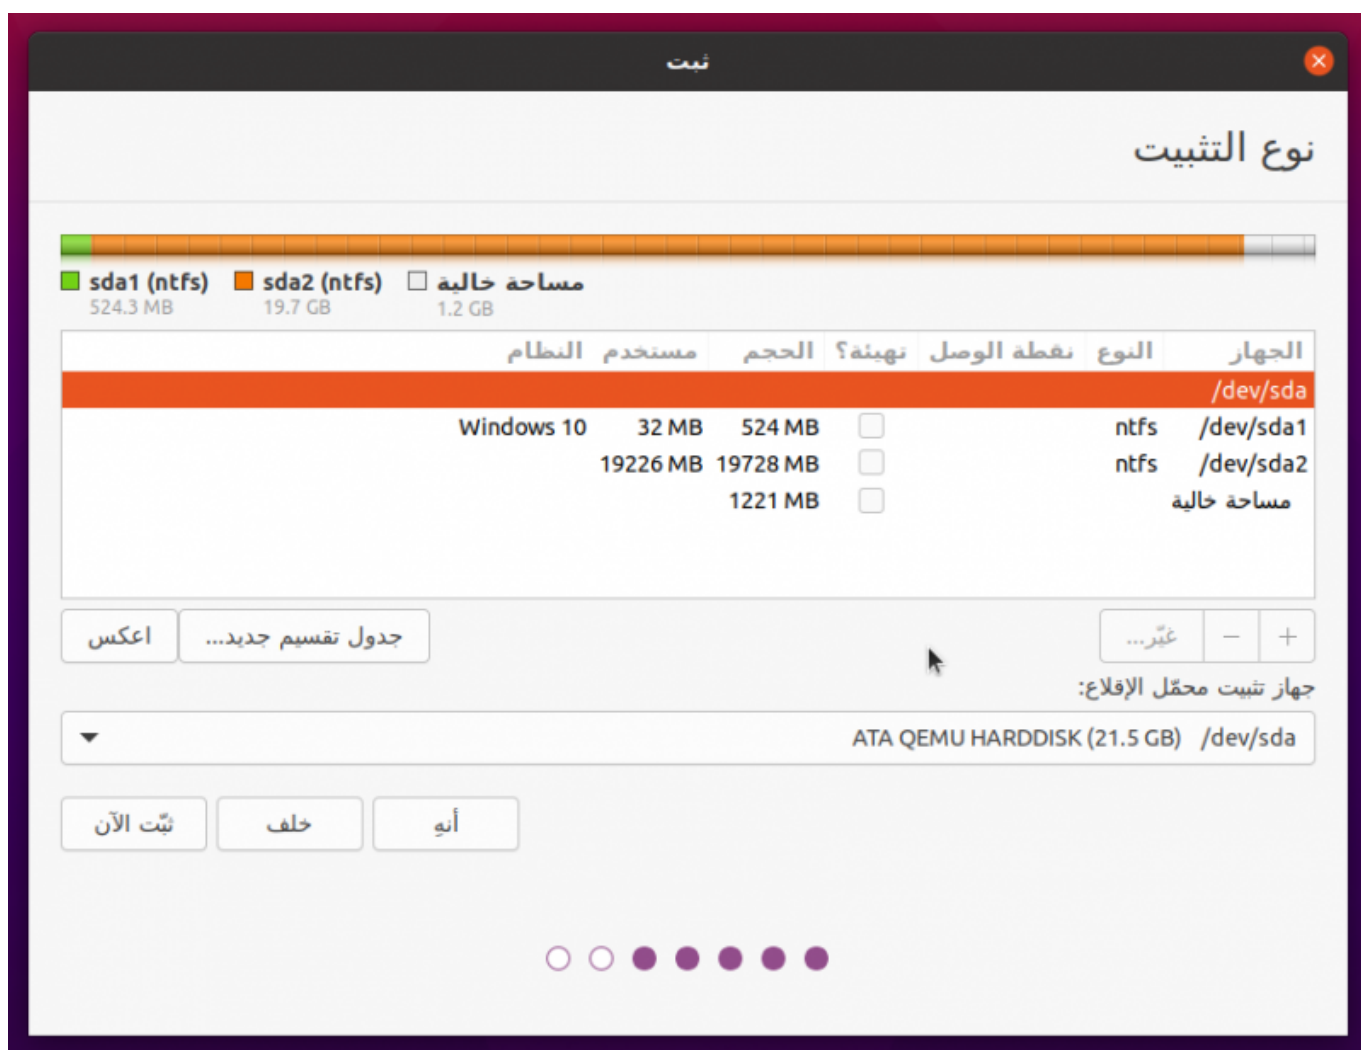 ثبت
نوع التثبيت
sda1 (ntfs) sda2 (ntfs) مساحة خالية
524.3 MB 19.7 GB 1.2 GB
الجهاز النوع نقطة الوصل تهيئة؟ الحجم مستخدم النظام
/dev/sda
/dev/sda1 ntfs 524 MB 32 MB Windows 10
/dev/sda2 ntfs 19728 MB 19226 MB
مساحة خالية 1221 MB
+ − غيّر... جدول تقسيم جديد... اعكس
جهاز تثبيت محمّل الإقلاع:
/dev/sda ATA QEMU HARDDISK (21.5 GB)
أنهِ خلف ثبّت الآن